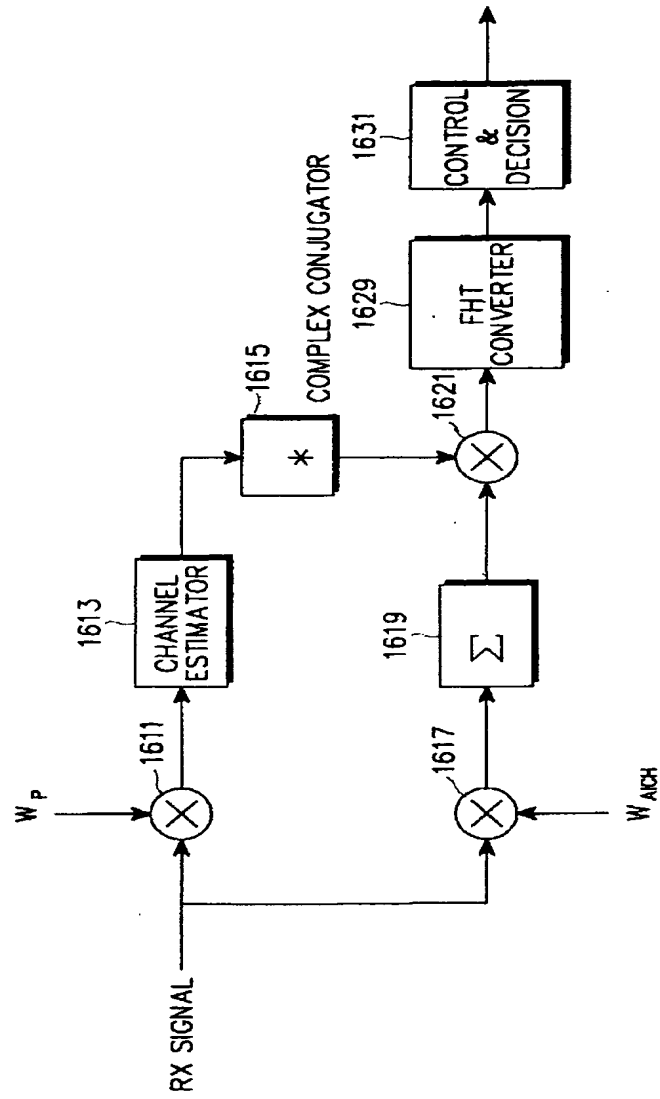 RX SIGNAL
W_P
1611
1613
CHANNEL
ESTIMATOR
1615
*
COMPLEX CONJUGATOR
W_AICH
1617
1619
Σ
1621
1629
FHT
CONVERTER
1631
CONTROL
&
DECISION